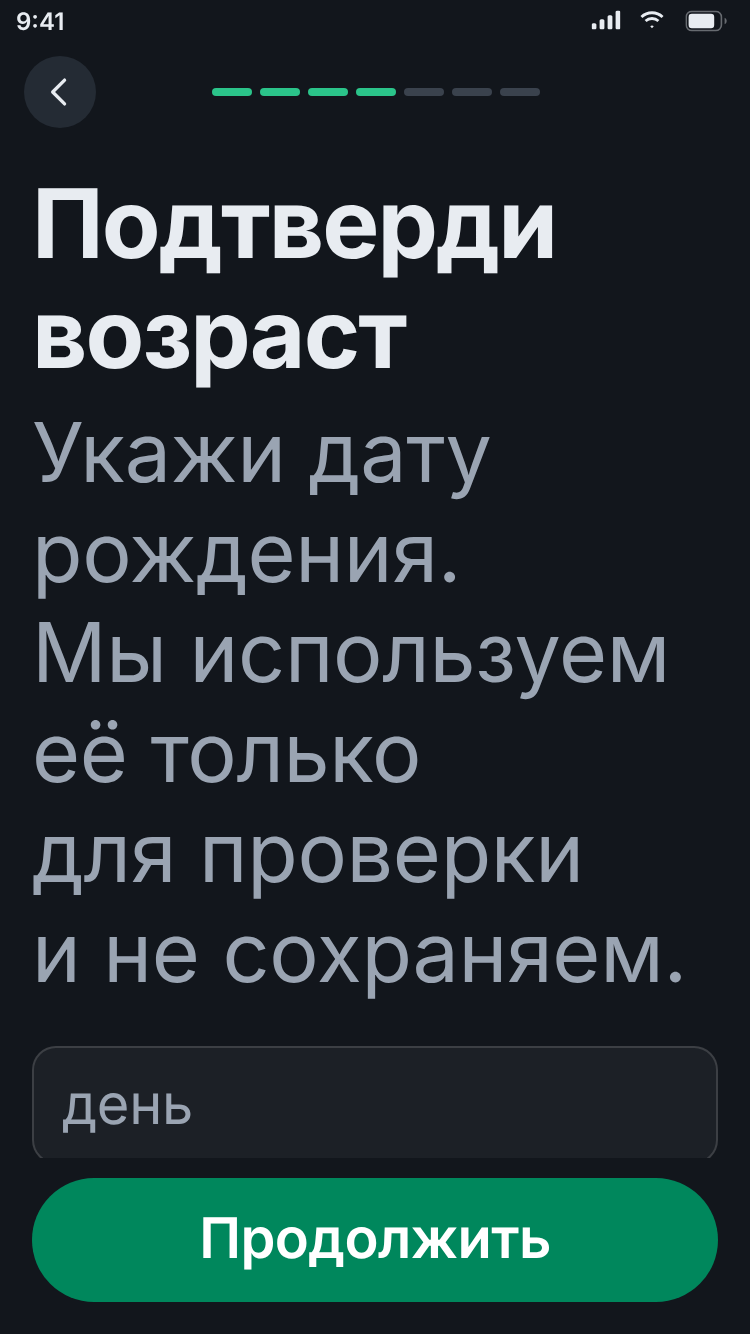 9:41
Подтверди
возраст
Укажи дату
рождения.
Мы используем
её только
для проверки
и не сохраняем.
день
Продолжить